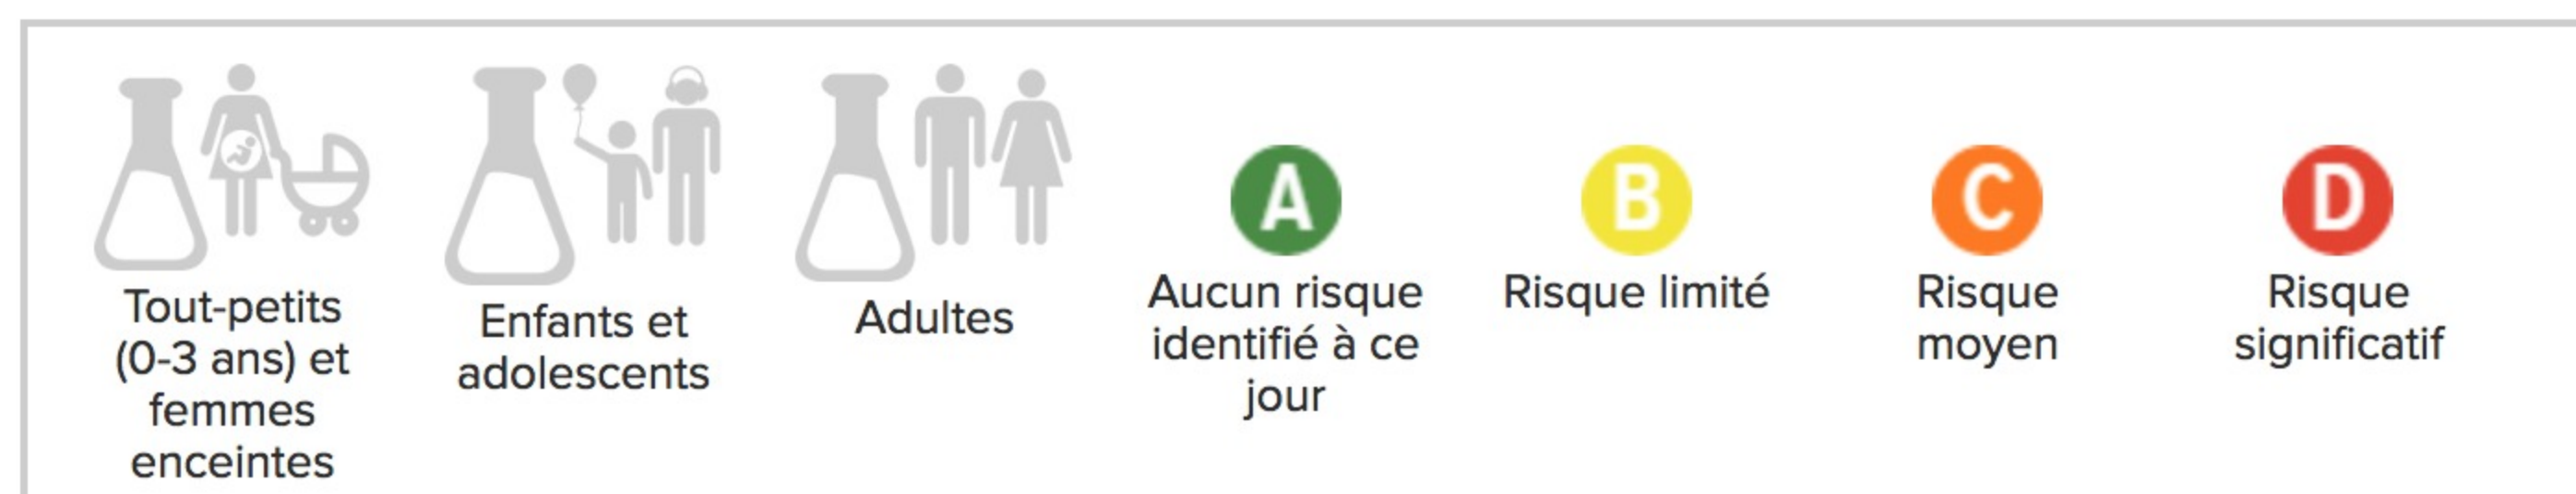 A
B
C
D
Tout-petits
(0-3 ans) et
femmes
enceintes
Enfants et
adolescents
Adultes
Aucun risque
identifié à ce
jour
Risque limité
Risque
moyen
Risque
significatif